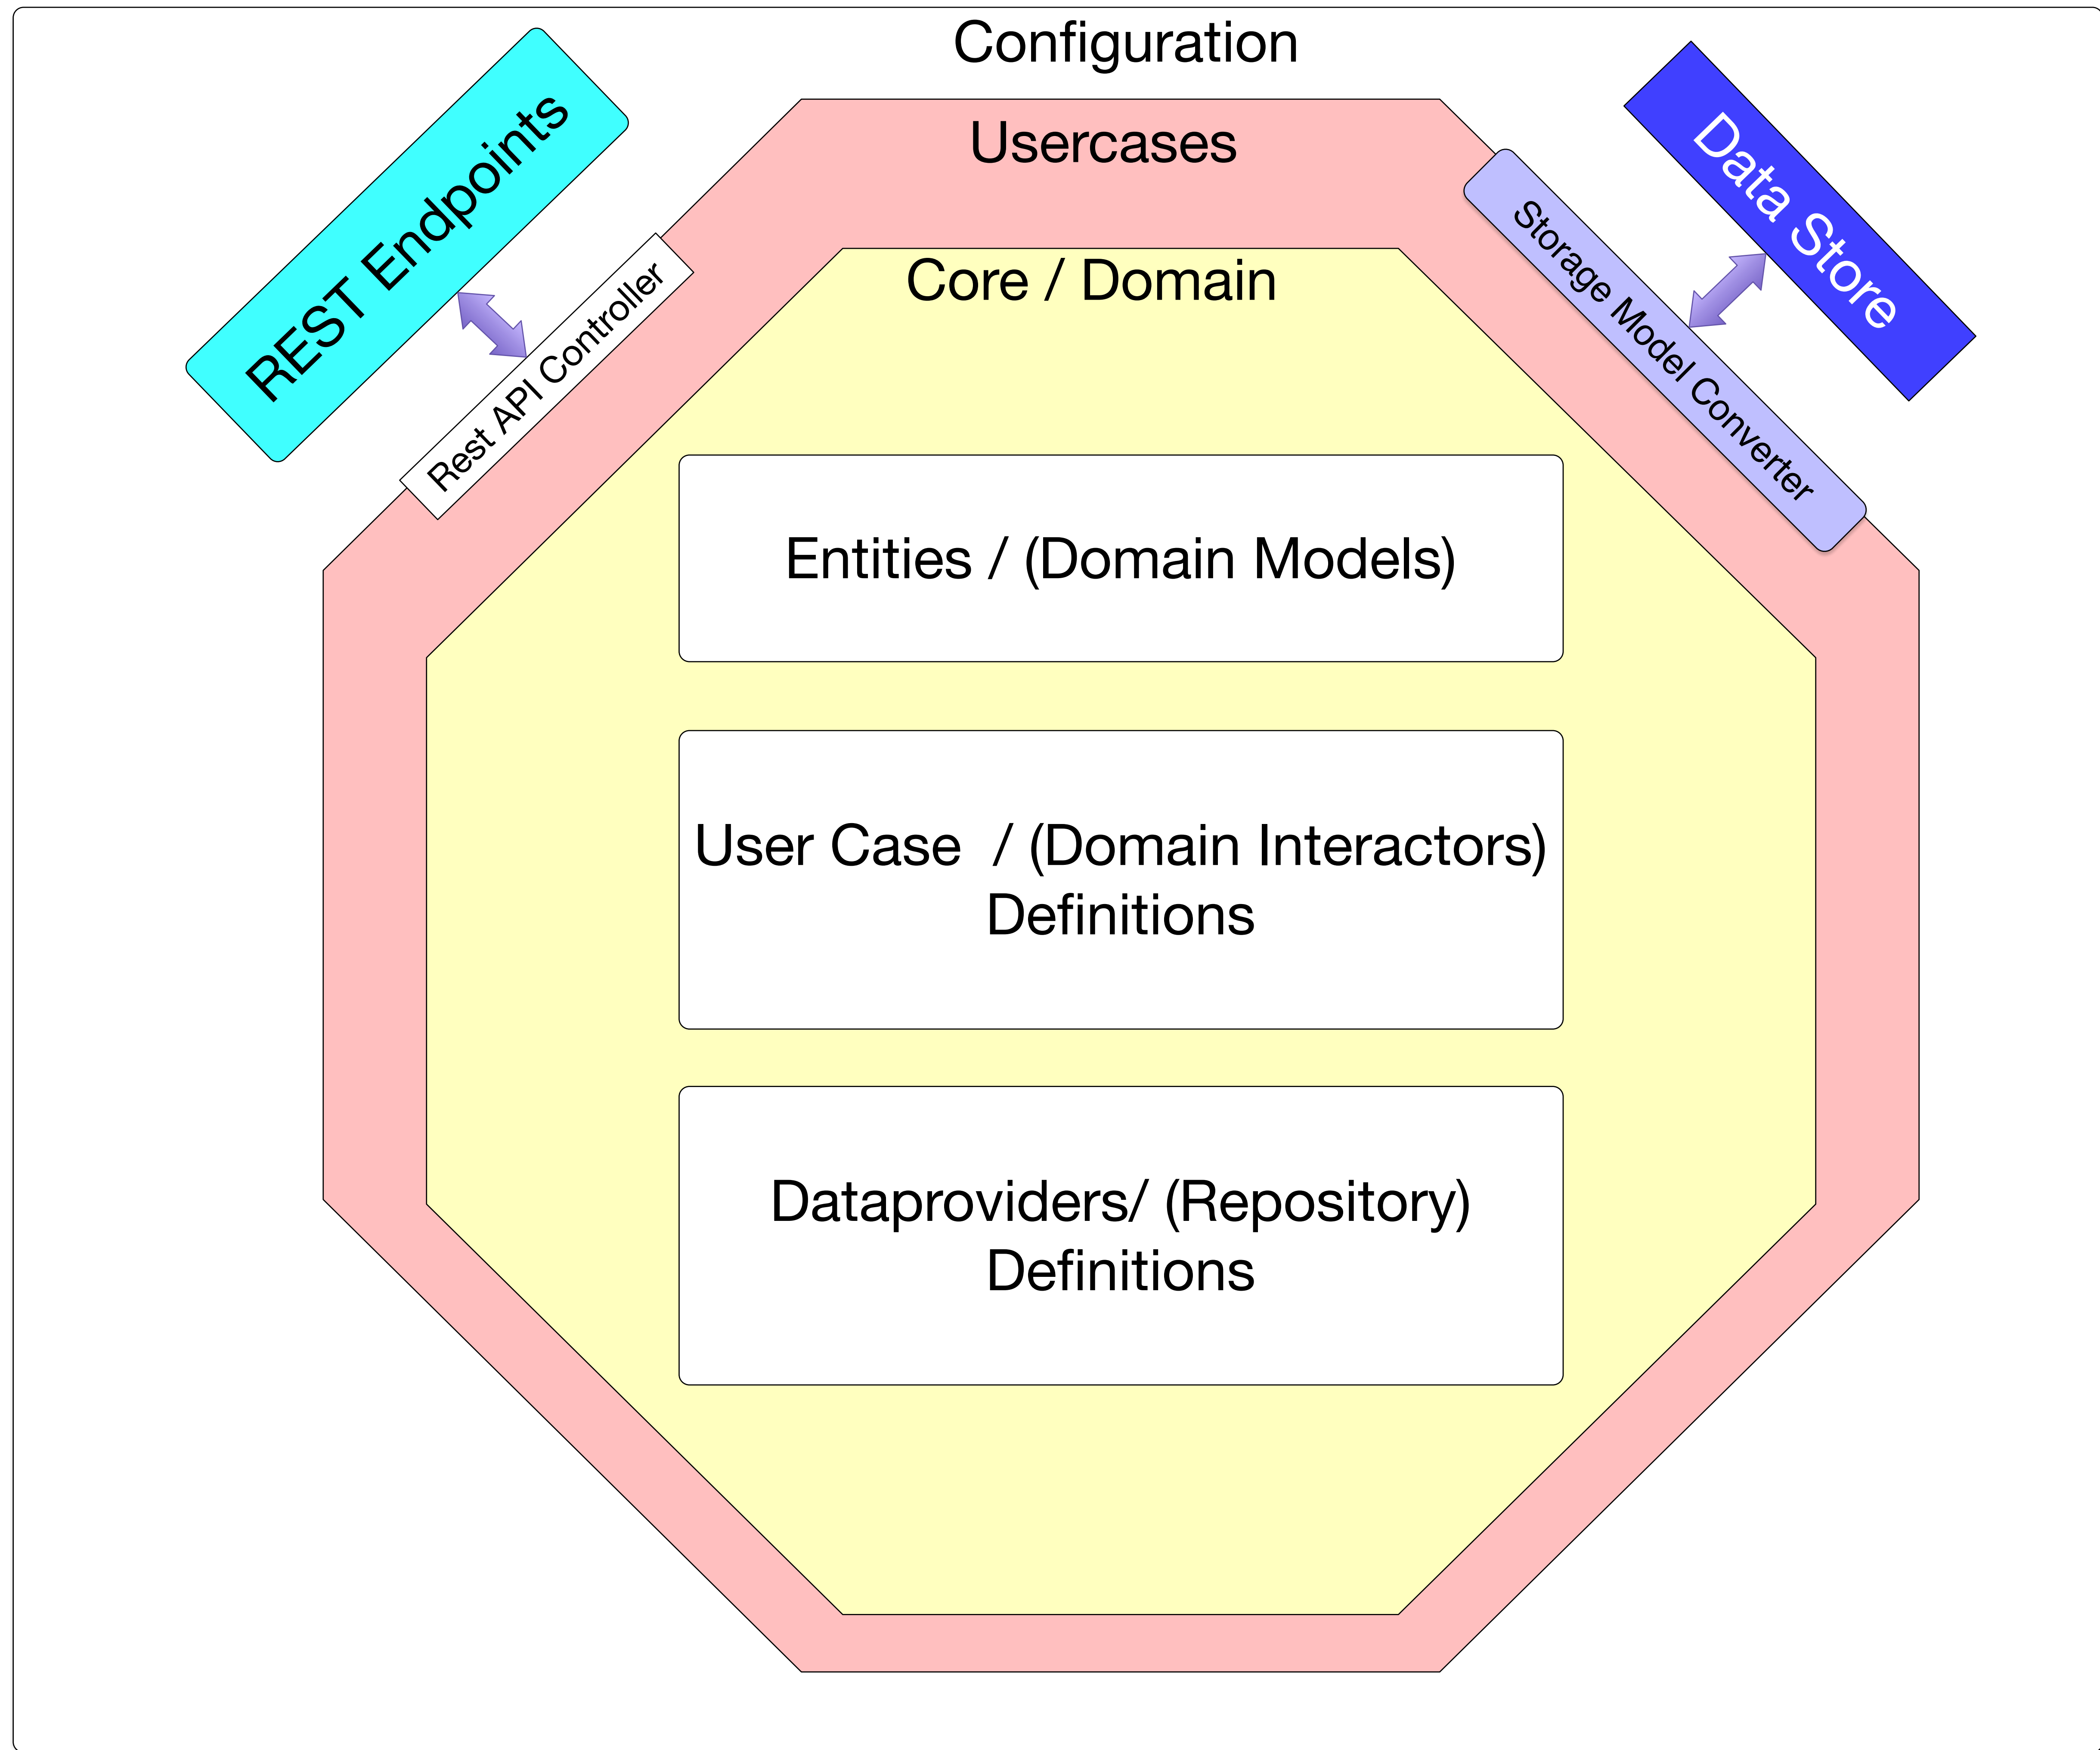 Configuration
REST Endpoints
Usercases
Data Store
Rest API Controller
Storage Model Converter
Core / Domain
Entities / (Domain Models)
User Case  / (Domain Interactors)
Definitions
Dataproviders/ (Repository)
Definitions